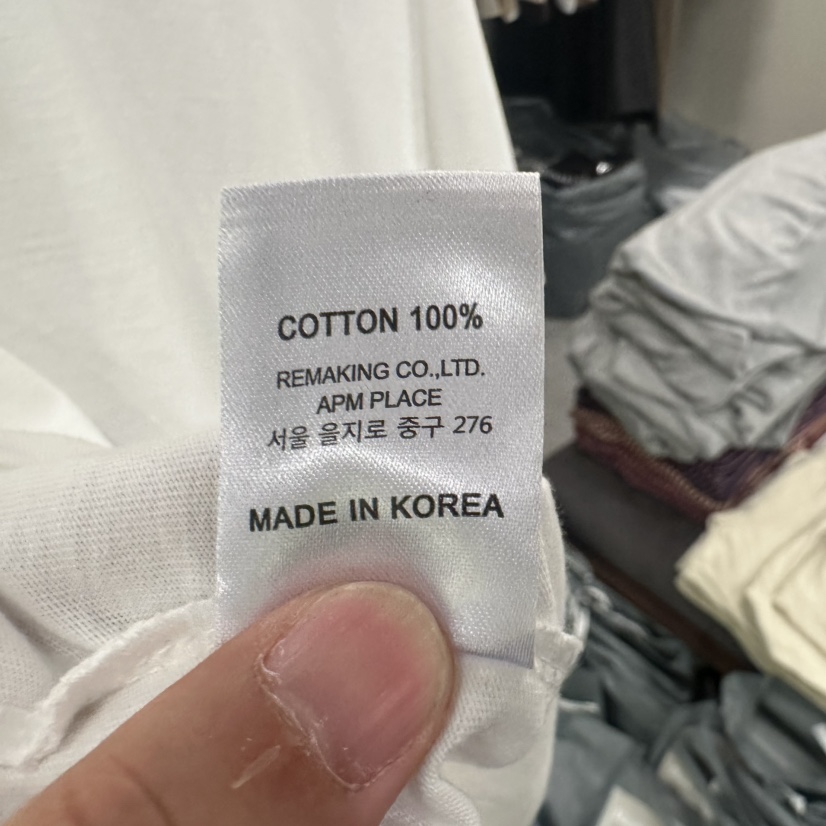 COTTON 100%
REMAKING CO.,LTD.
APM PLACE
서울 을지로 중구 276
MADE IN KOREA